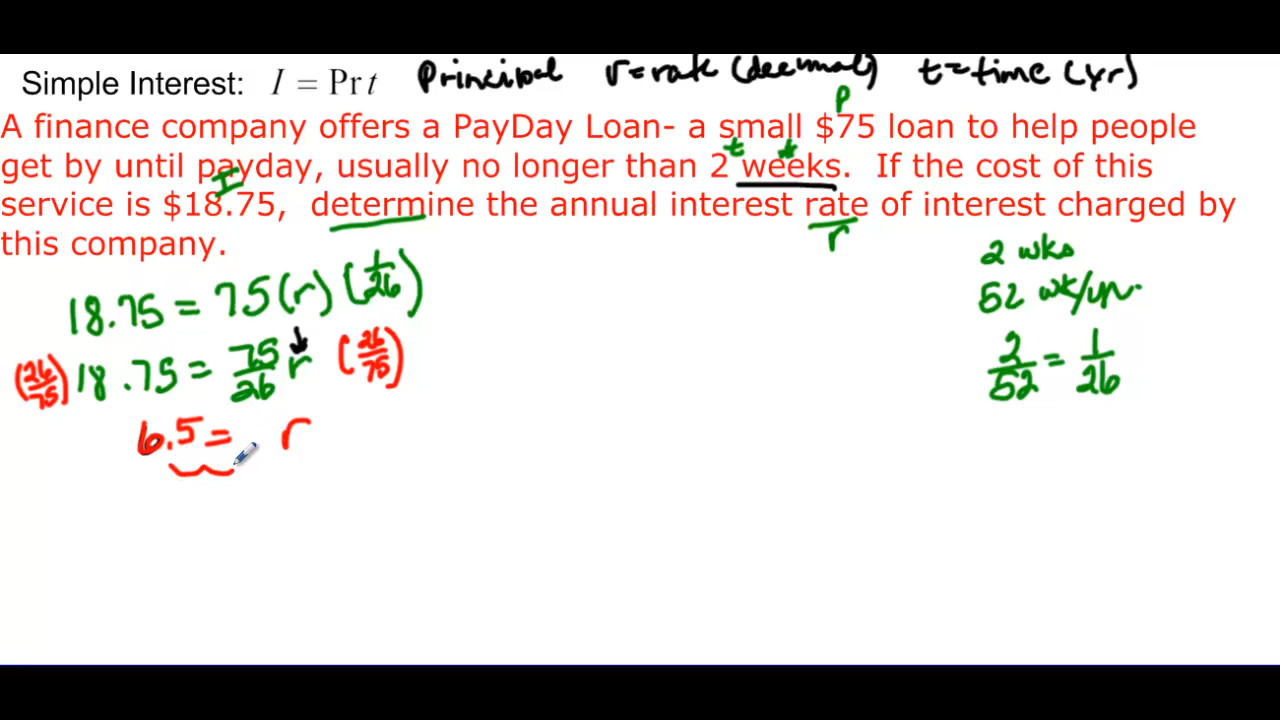 Simple Interest: I = Pr t Principal r=rate (decimal) t=time (yr)
P
A finance company offers a PayDay Loan- a small $75 loan to help people
t t
get by until payday, usually no longer than 2 weeks. If the cost of this
I
service is $18.75, determine the annual interest rate of interest charged by
r
this company.
2 wks
18.75 = 75 (r) (1/26)
52 wk/yr.
(26/75) 18.75 = 75/26 r (26/75)
2/52 = 1/26
6.5 = r